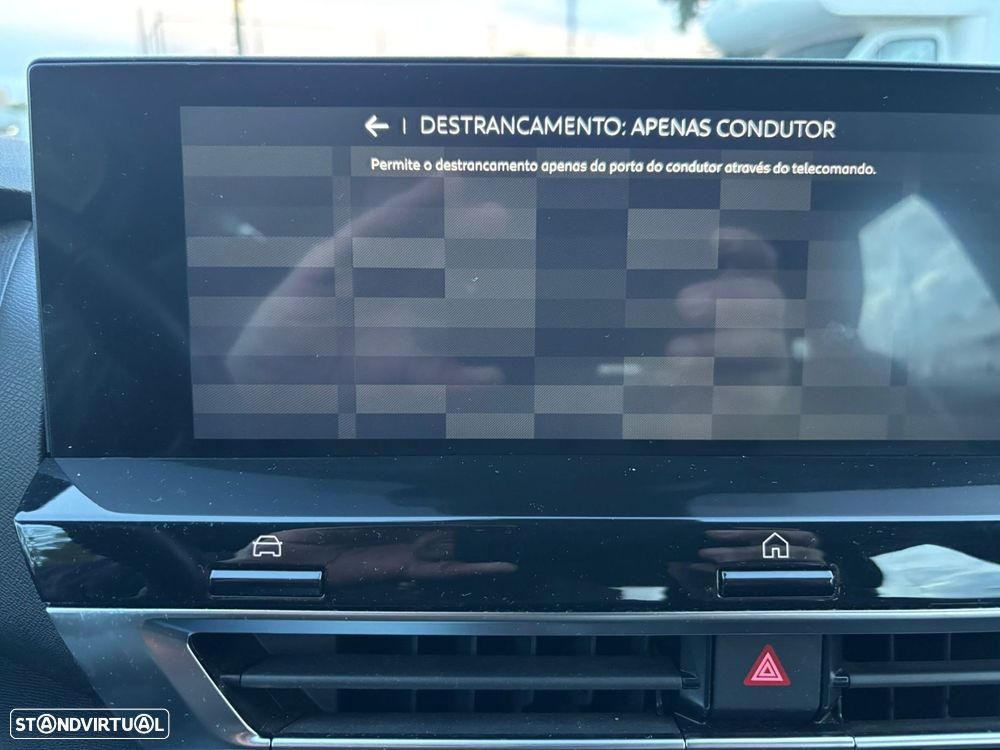 DESTRANCAMENTO: APENAS CONDUTOR
Permite o destrancamento apenas da porta do condutor através do telecomando.
STANDVIRTUAL